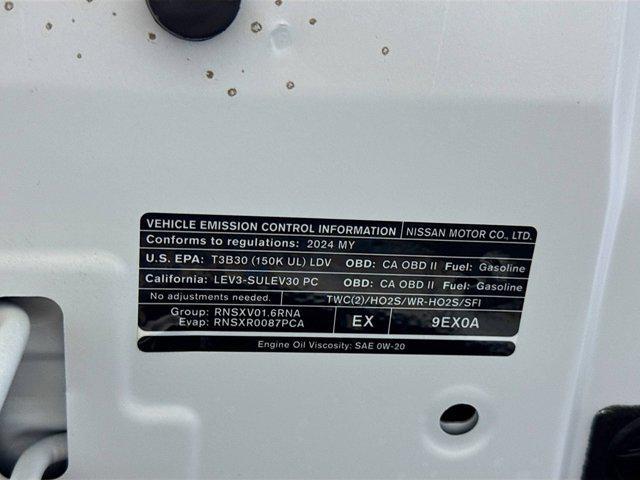 VEHICLE EMISSION CONTROL INFORMATION NISSAN MOTOR CO., LTD.
Conforms to regulations: 2024 MY
U.S. EPA: T3B30 (150K UL) LDV OBD: CA OBD II Fuel: Gasoline
California: LEV3-SULEV30 PC OBD: CA OBD II Fuel: Gasoline
No adjustments needed. TWC(2)/HO2S/WR-HO2S/SFI
Group: RNSXV01.6RNA
Evap: RNSXR0087PCA EX 9EX0A
Engine Oil Viscosity: SAE 0W-20